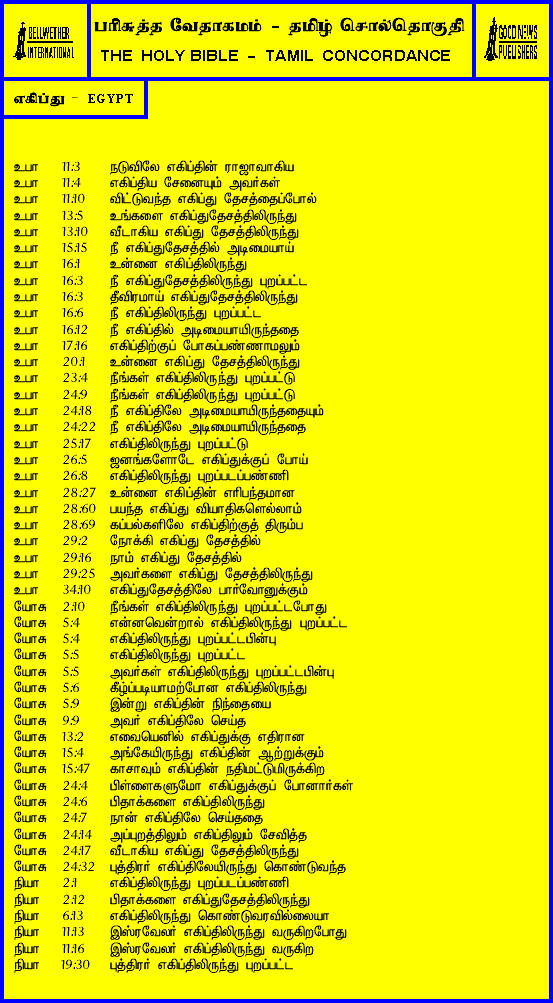 BELLWETHER
INTERNATIONAL
பரிசுத்த வேதாகமம் - தமிழ் சொல்தொகுதி
THE HOLY BIBLE - TAMIL CONCORDANCE
GOOD NEWS
PUBLISHERS
எகிப்து - EGYPT
உபா 11:3 நடுவிலே எகிப்தின் ராஜாவாகிய
உபா 11:4 எகிப்திய சேனையும் அவர்கள்
உபா 11:10 விட்டுவந்த எகிப்து தேசத்தைப்போல்
உபா 13:5 உங்களை எகிப்துதேசத்திலிருந்து
உபா 13:10 வீடாகிய எகிப்து தேசத்திலிருந்து
உபா 15:15 நீ எகிப்துதேசத்தில் அடிமையாய்
உபா 16:1 உன்னை எகிப்திலிருந்து
உபா 16:3 நீ எகிப்துதேசத்திலிருந்து புறப்பட்ட
உபா 16:3 தீவிரமாய் எகிப்துதேசத்திலிருந்து
உபா 16:6 நீ எகிப்திலிருந்து புறப்பட்ட
உபா 16:12 நீ எகிப்தில் அடிமையாயிருந்ததை
உபா 17:16 எகிப்திற்குப் போகப்பண்ணாமலும்
உபா 20:1 உன்னை எகிப்து தேசத்திலிருந்து
உபா 23:4 நீங்கள் எகிப்திலிருந்து புறப்பட்டு
உபா 24:9 நீங்கள் எகிப்திலிருந்து புறப்பட்டு
உபா 24:18 நீ எகிப்திலே அடிமையாயிருந்ததையும்
உபா 24:22 நீ எகிப்திலே அடிமையாயிருந்ததை
உபா 25:17 எகிப்திலிருந்து புறப்பட்டு
உபா 26:5 ஜனங்களோடே எகிப்துக்குப் போய்
உபா 26:8 எகிப்திலிருந்து புறப்படப்பண்ணி
உபா 28:27 உன்னை எகிப்தின் எரிபந்தமான
உபா 28:60 பயந்த எகிப்து வியாதிகளெல்லாம்
உபா 28:69 கப்பல்களிலே எகிப்திற்குத் திரும்ப
உபா 29:2 நோக்கி எகிப்து தேசத்தில்
உபா 29:16 நாம் எகிப்து தேசத்தில்
உபா 29:25 அவர்களை எகிப்து தேசத்திலிருந்து
உபா 34:10 எகிப்துதேசத்திலே பார்வோனுக்கும்
யோசு 2:10 நீங்கள் எகிப்திலிருந்து புறப்பட்டபோது
யோசு 5:4 என்னவென்றால் எகிப்திலிருந்து புறப்பட்ட
யோசு 5:4 எகிப்திலிருந்து புறப்பட்டபின்பு
யோசு 5:5 எகிப்திலிருந்து புறப்பட்ட
யோசு 5:5 அவர்கள் எகிப்திலிருந்து புறப்பட்டபின்பு
யோசு 5:6 கீழ்ப்படியாமற்போன எகிப்திலிருந்து
யோசு 5:9 இன்று எகிப்தின் நிந்தையை
யோசு 9:9 அவர் எகிப்திலே செய்த
யோசு 13:2 எவையெனில் எகிப்துக்கு எதிரான
யோசு 15:4 அங்கேயிருந்து எகிப்தின் ஆற்றுக்கும்
யோசு 15:47 காசாவும் எகிப்தின் நதிமட்டுமிருக்கிற
யோசு 24:4 பிள்ளைகளுமோ எகிப்துக்குப் போனார்கள்
யோசு 24:6 பிதாக்களை எகிப்திலிருந்து
யோசு 24:7 நான் எகிப்திலே செய்ததை
யோசு 24:14 அப்புறத்திலும் எகிப்திலும் சேவித்த
யோசு 24:17 வீடாகிய எகிப்து தேசத்திலிருந்து
யோசு 24:32 புத்திரர் எகிப்திலேயிருந்து கொண்டுவந்த
நியா 2:1 எகிப்திலிருந்து புறப்படப்பண்ணி
நியா 2:12 பிதாக்களை எகிப்துதேசத்திலிருந்து
நியா 6:13 எகிப்திலிருந்து கொண்டுவரவில்லையா
நியா 11:13 இஸ்ரவேலர் எகிப்திலிருந்து வருகிறபோது
நியா 11:16 இஸ்ரவேலர் எகிப்திலிருந்து வருகிற
நியா 19:30 புத்திரர் எகிப்திலிருந்து புறப்பட்ட